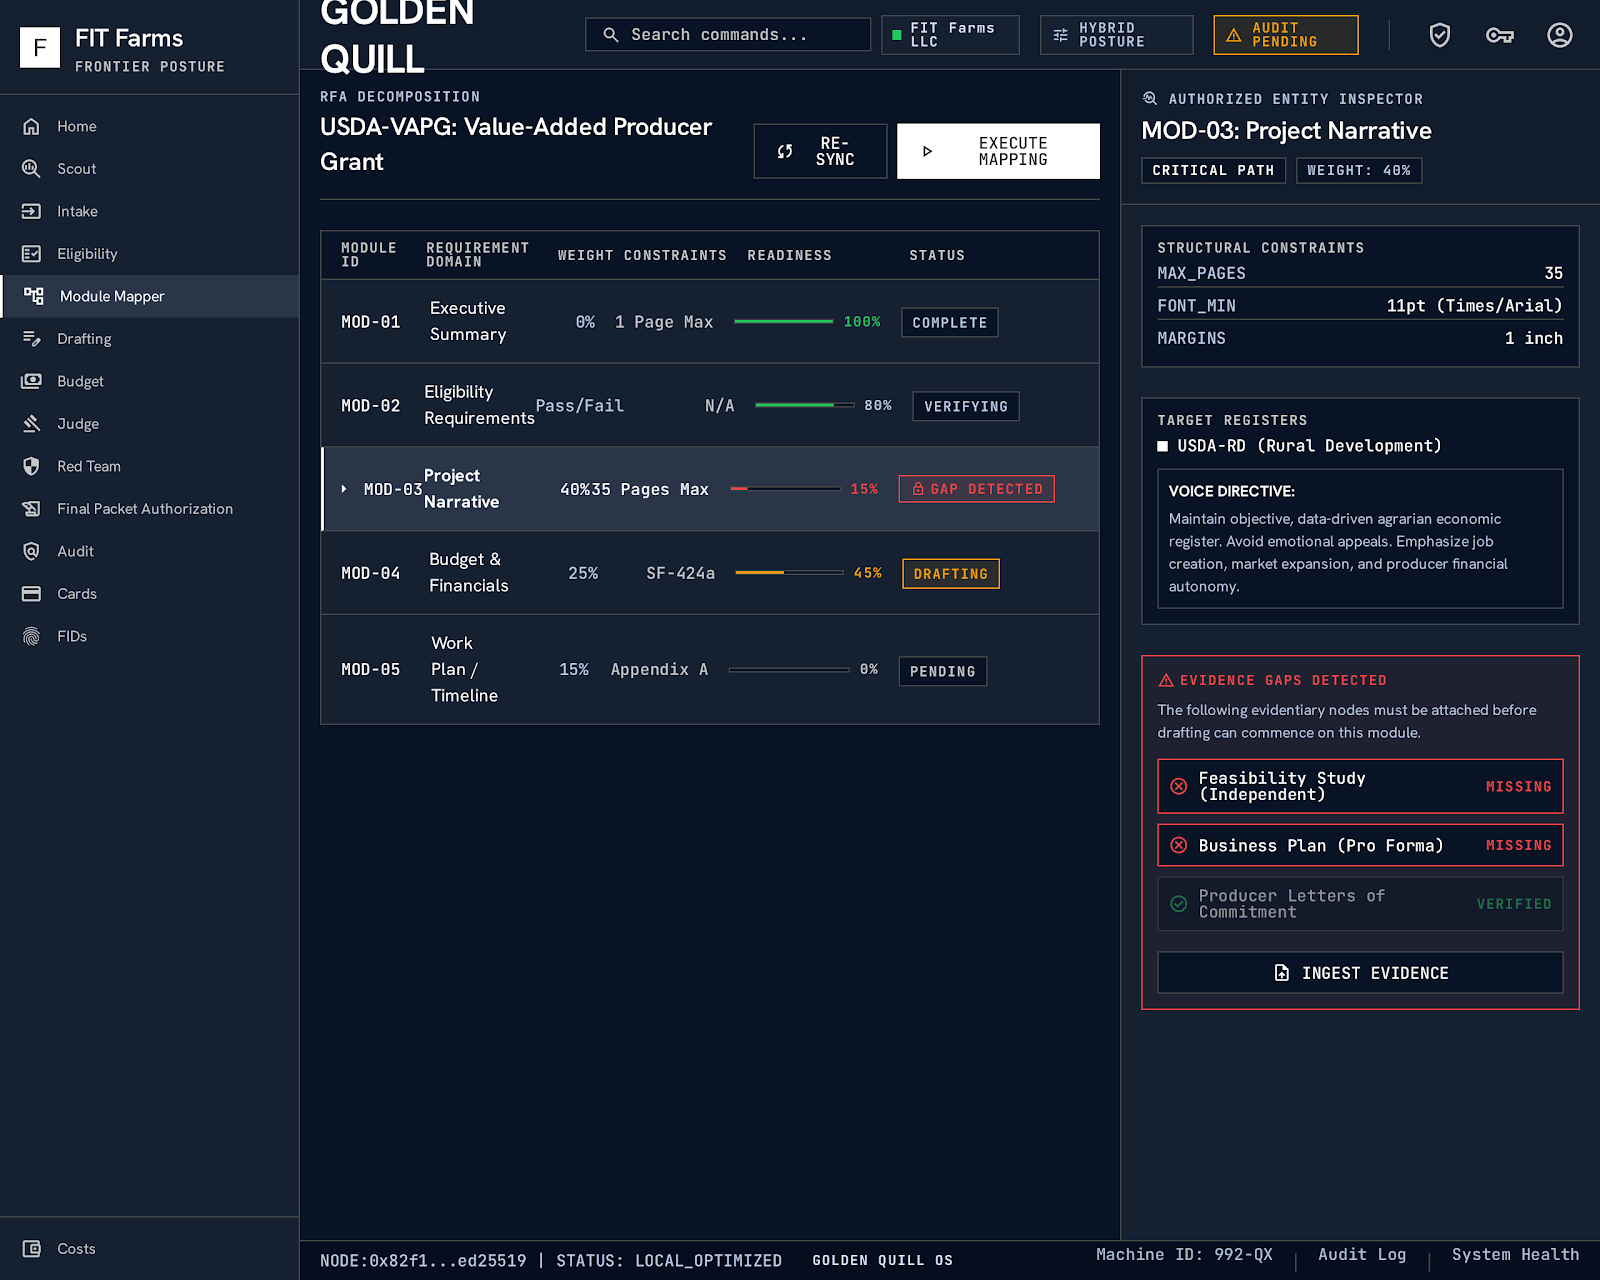 F
FIT Farms
FRONTIER POSTURE
Home
Scout
Intake
Eligibility
Module Mapper
Drafting
Budget
Judge
Red Team
Final Packet Authorization
Audit
Cards
FIDs
Costs
GOLDEN
QUILL
Search commands...
FIT Farms
LLC
HYBRID
POSTURE
AUDIT
PENDING
RFA DECOMPOSITION
USDA-VAPG: Value-Added Producer
Grant
RE-
SYNC
EXECUTE
MAPPING
MODULE
ID
REQUIREMENT
DOMAIN
WEIGHT
CONSTRAINTS
READINESS
STATUS
MOD-01
Executive
Summary
0%
1 Page Max
100%
COMPLETE
MOD-02
Eligibility
Requirements
Pass/Fail
N/A
80%
VERIFYING
MOD-03
Project
Narrative
40%
35 Pages Max
15%
GAP DETECTED
MOD-04
Budget &
Financials
25%
SF-424a
45%
DRAFTING
MOD-05
Work
Plan /
Timeline
15%
Appendix A
0%
PENDING
AUTHORIZED ENTITY INSPECTOR
MOD-03: Project Narrative
CRITICAL PATH
WEIGHT: 40%
STRUCTURAL CONSTRAINTS
MAX_PAGES 35
FONT_MIN 11pt (Times/Arial)
MARGINS 1 inch
TARGET REGISTERS
USDA-RD (Rural Development)
VOICE DIRECTIVE:
Maintain objective, data-driven agrarian economic
register. Avoid emotional appeals. Emphasize job
creation, market expansion, and producer financial
autonomy.
EVIDENCE GAPS DETECTED
The following evidentiary nodes must be attached before
drafting can commence on this module.
Feasibility Study
(Independent)
MISSING
Business Plan (Pro Forma)
MISSING
Producer Letters of
Commitment
VERIFIED
INGEST EVIDENCE
NODE:0x82f1...ed25519 | STATUS: LOCAL_OPTIMIZED
GOLDEN QUILL OS
Machine ID: 992-QX
Audit Log
System Health